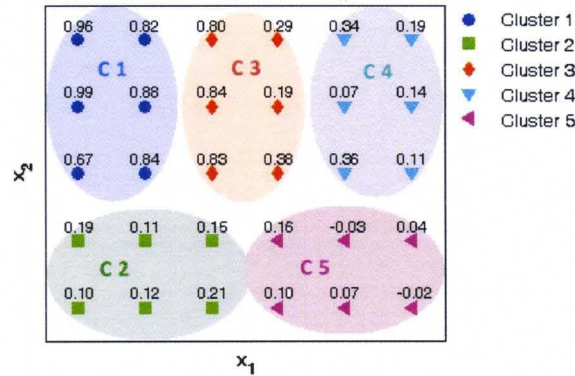 0.96 0.82 0.80 0.29 0.34 0.19
C 1 C 3 C 4
0.99 0.88 0.84 0.19 0.07 0.14
0.67 0.84 0.83 0.38 0.36 0.11
0.19 0.11 0.15 0.16 -0.03 0.04
C 2 C 5
0.10 0.12 0.21 0.10 0.07 -0.02
x2
x1
Cluster 1
Cluster 2
Cluster 3
Cluster 4
Cluster 5